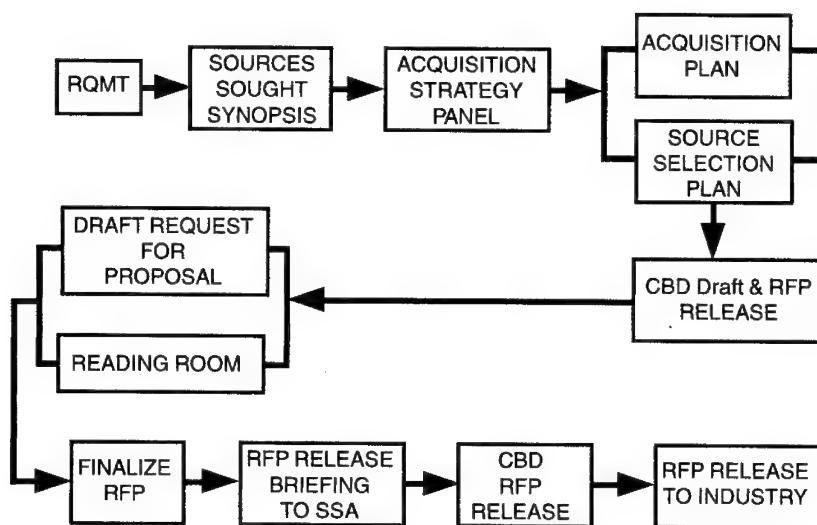 RQMT
SOURCES
SOUGHT
SYNOPSIS
ACQUISITION
STRATEGY
PANEL
ACQUISITION
PLAN
SOURCE
SELECTION
PLAN
CBD Draft & RFP
RELEASE
DRAFT REQUEST
FOR
PROPOSAL
READING ROOM
FINALIZE
RFP
RFP RELEASE
BRIEFING
TO SSA
CBD
RFP
RELEASE
RFP RELEASE
TO INDUSTRY